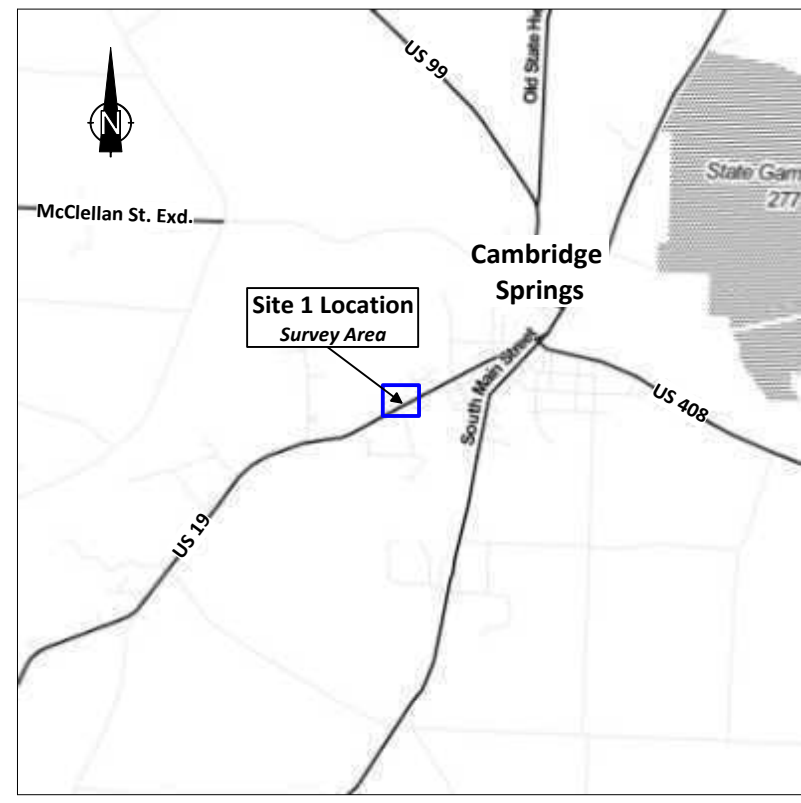 US 99
Old State Hw
N
State Gam
277
McClellan St. Exd.
Cambridge
Springs
Site 1 Location
Survey Area
South Main Street
US 408
US 19